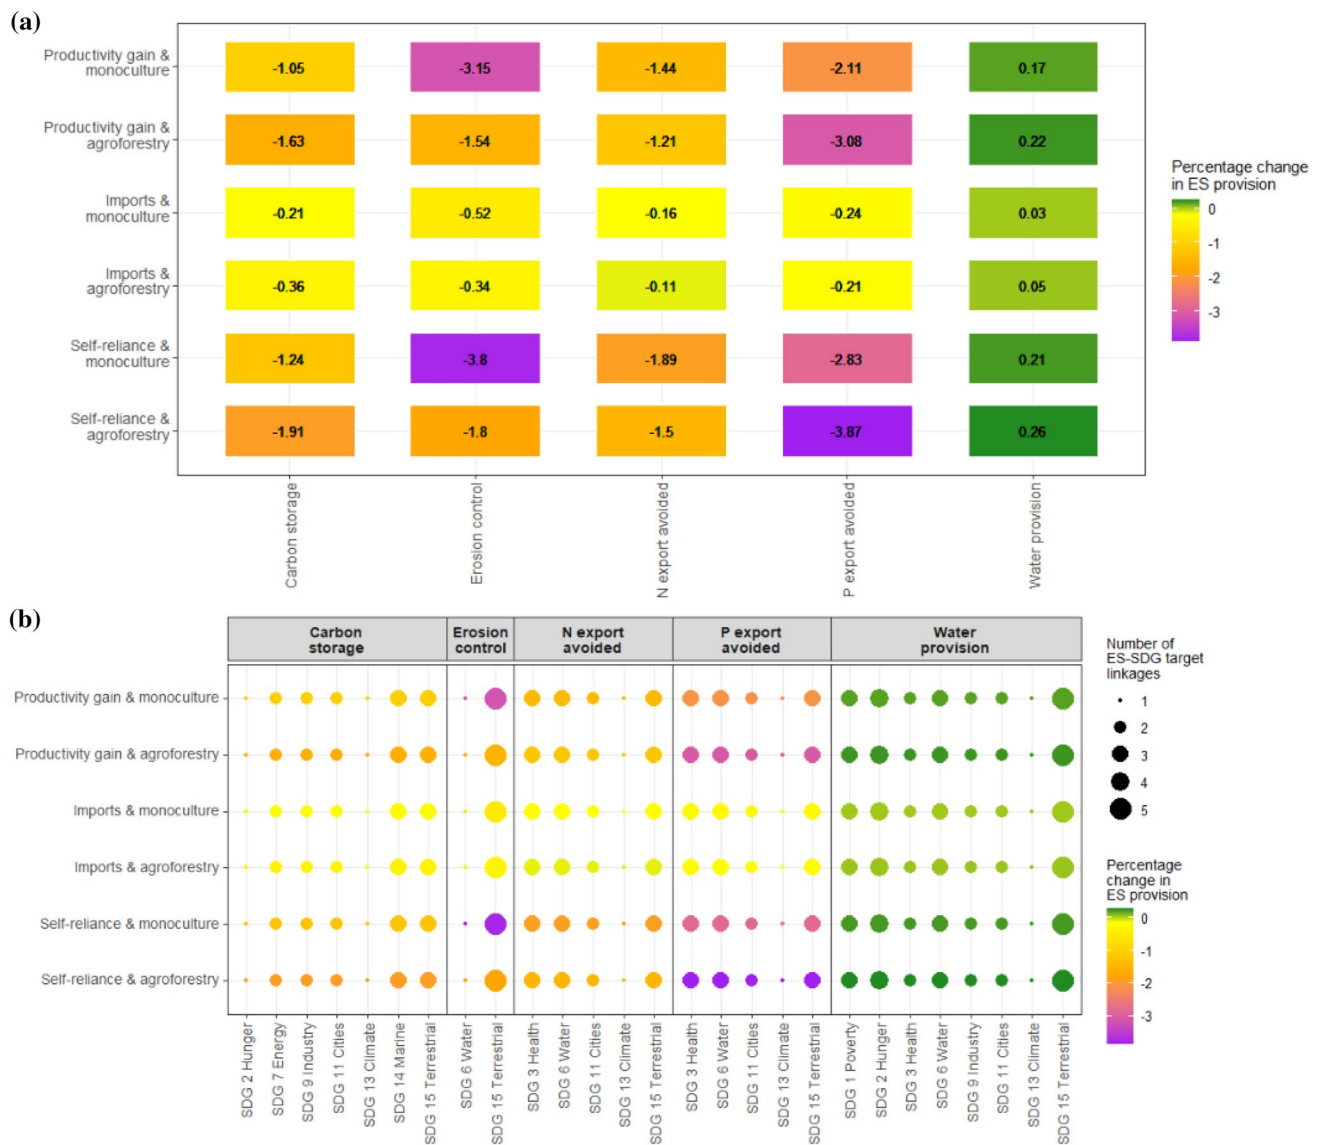 (a)
Productivity gain &
monoculture
-1.05 -3.15 -1.44 -2.11 0.17
Productivity gain &
agroforestry
-1.63 -1.54 -1.21 -3.08 0.22
Imports &
monoculture
-0.21 -0.52 -0.16 -0.24 0.03
Imports &
agroforestry
-0.36 -0.34 -0.11 -0.21 0.05
Self-reliance &
monoculture
-1.24 -3.8 -1.89 -2.83 0.21
Self-reliance &
agroforestry
-1.91 -1.8 -1.5 -3.87 0.26
Carbon storage
Erosion control
N export avoided
P export avoided
Water provision
Percentage change
in ES provision
0
-1
-2
-3
(b)
Carbon
storage
Erosion
control
N export
avoided
P export
avoided
Water
provision
Productivity gain & monoculture
Productivity gain & agroforestry
Imports & monoculture
Imports & agroforestry
Self-reliance & monoculture
Self-reliance & agroforestry
SDG 2 Hunger
SDG 7 Energy
SDG 9 Industry
SDG 11 Cities
SDG 13 Climate
SDG 14 Marine
SDG 15 Terrestrial
SDG 6 Water
SDG 15 Terrestrial
SDG 3 Health
SDG 6 Water
SDG 11 Cities
SDG 13 Climate
SDG 15 Terrestrial
SDG 3 Health
SDG 6 Water
SDG 11 Cities
SDG 13 Climate
SDG 15 Terrestrial
SDG 1 Poverty
SDG 2 Hunger
SDG 3 Health
SDG 6 Water
SDG 9 Industry
SDG 11 Cities
SDG 13 Climate
SDG 15 Terrestrial
Number of
ES-SDG target
linkages
1
2
3
4
5
Percentage
change in
ES provision
0
-1
-2
-3